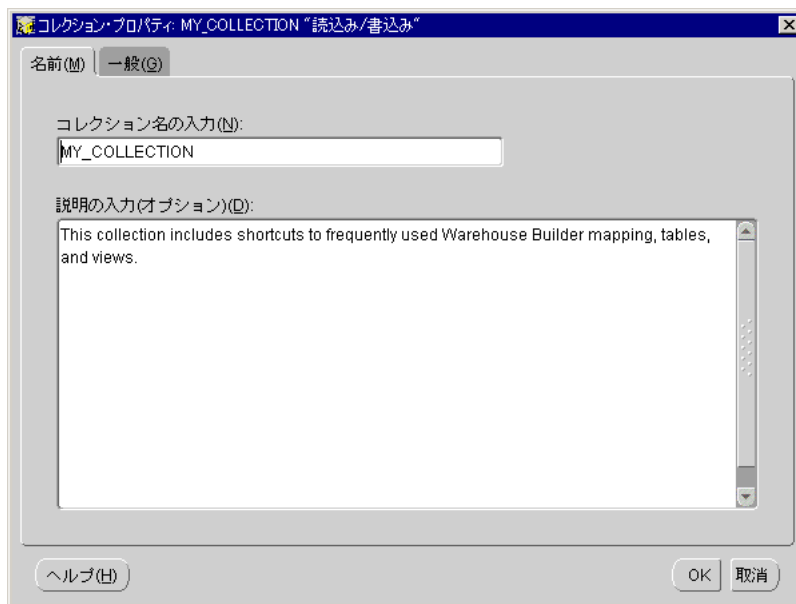 コレクション・プロパティ: MY_COLLECTION “読込み/書込み”
名前(M) 一般(G)
コレクション名の入力(N):
MY_COLLECTION
説明の入力(オプション)(D):
This collection includes shortcuts to frequently used Warehouse Builder mapping, tables,
and views.
ヘルプ(H) OK 取消